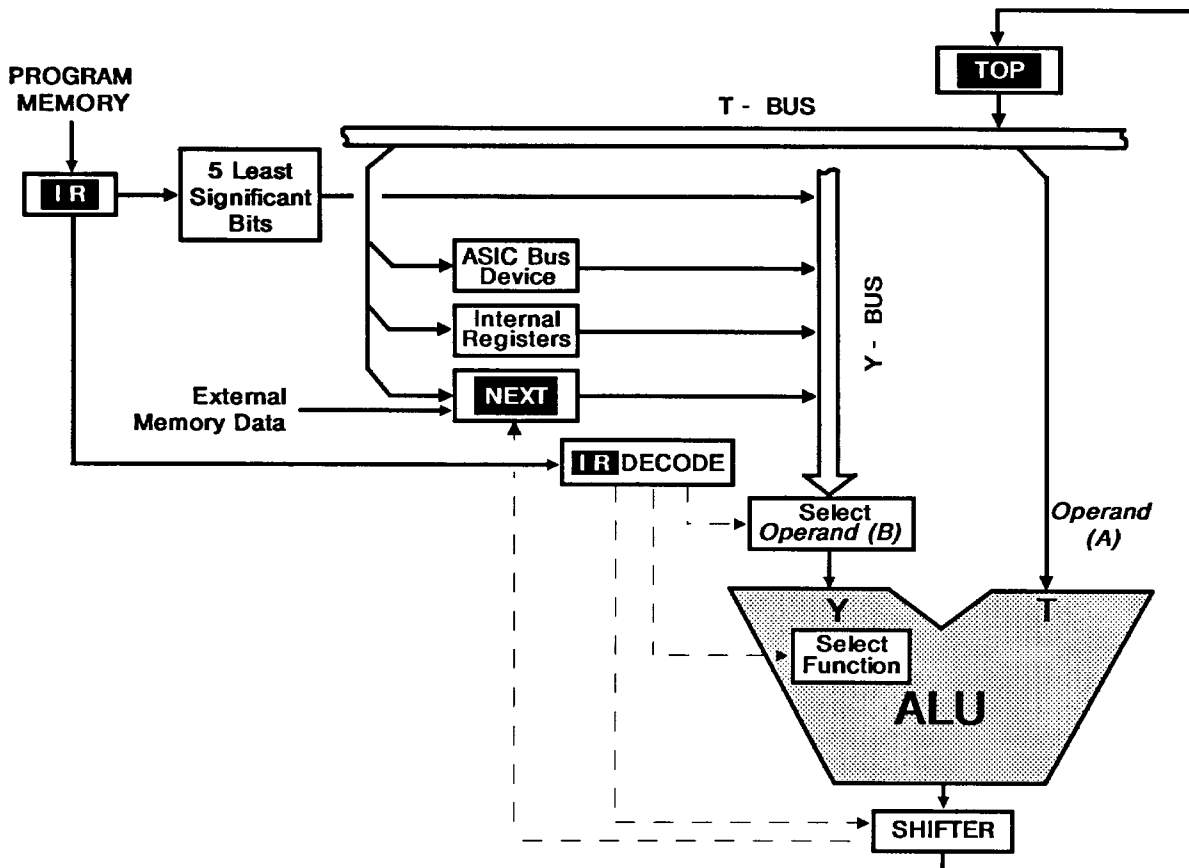 TOP
PROGRAM
MEMORY
T - BUS
IR
5 Least
Significant
Bits
ASIC Bus
Device
Internal
Registers
Y - BUS
NEXT
External
Memory Data
IR DECODE
Select
Operand (B)
Operand
(A)
Y
T
Select
Function
ALU
SHIFTER